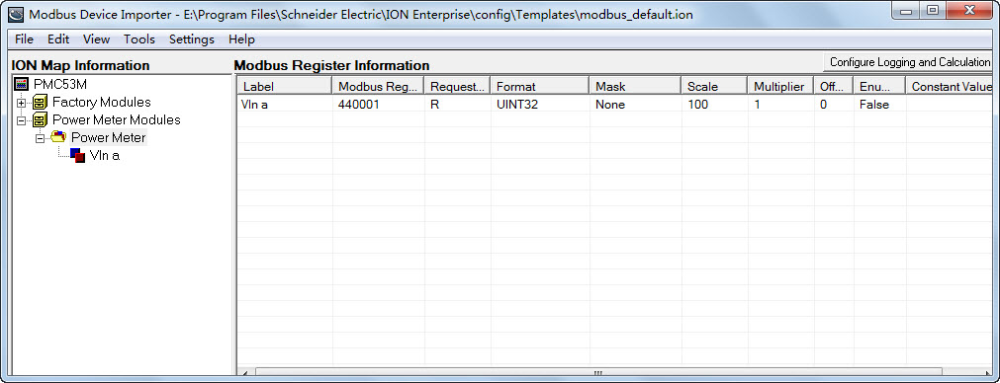 Modbus Device Importer - E:\Program Files\Schneider Electric\ION Enterprise\config\Templates\modbus_default.ion
File Edit View Tools Settings Help
ION Map Information
PMC53M
Factory Modules
Power Meter Modules
Power Meter
Vln a
Modbus Register Information
Configure Logging and Calculation
Label Modbus Reg... Request... Format Mask Scale Multiplier Off... Enu... Constant Value
Vln a 440001 R UINT32 None 100 1 0 False